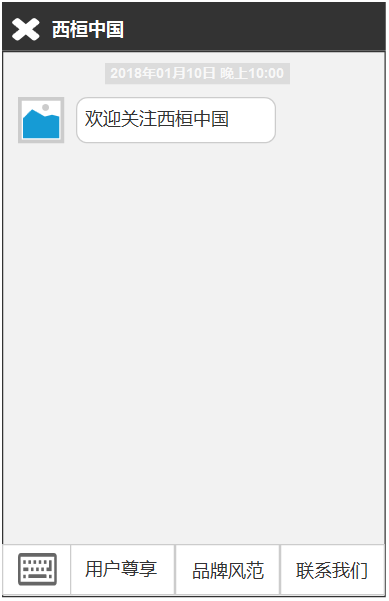 西桓中国
2018年01月10日 晚上10:00
欢迎关注西桓中国
用户尊享
品牌风范
联系我们